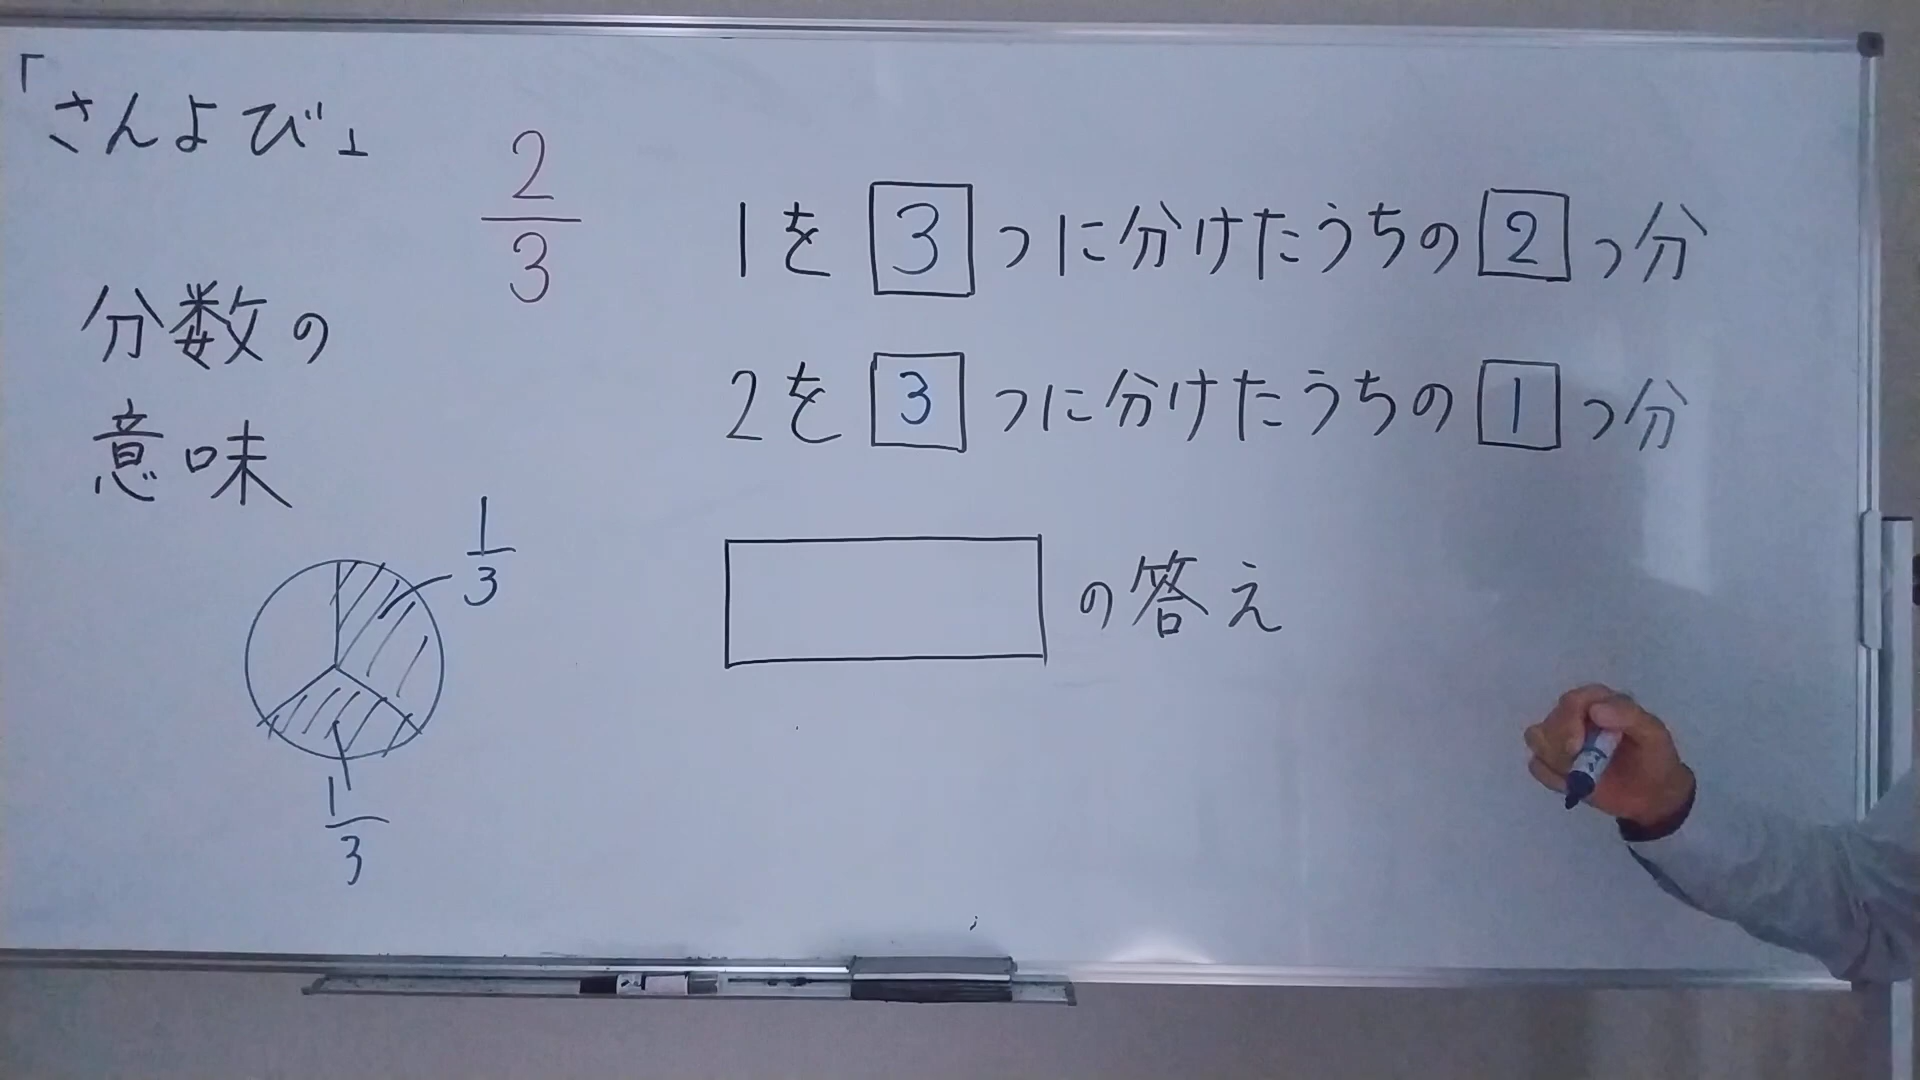 「さんよび」
分数の
意味
2/3
1を3つに分けたうちの2つ分
2を3つに分けたうちの1つ分
の答え
1/3
1/3